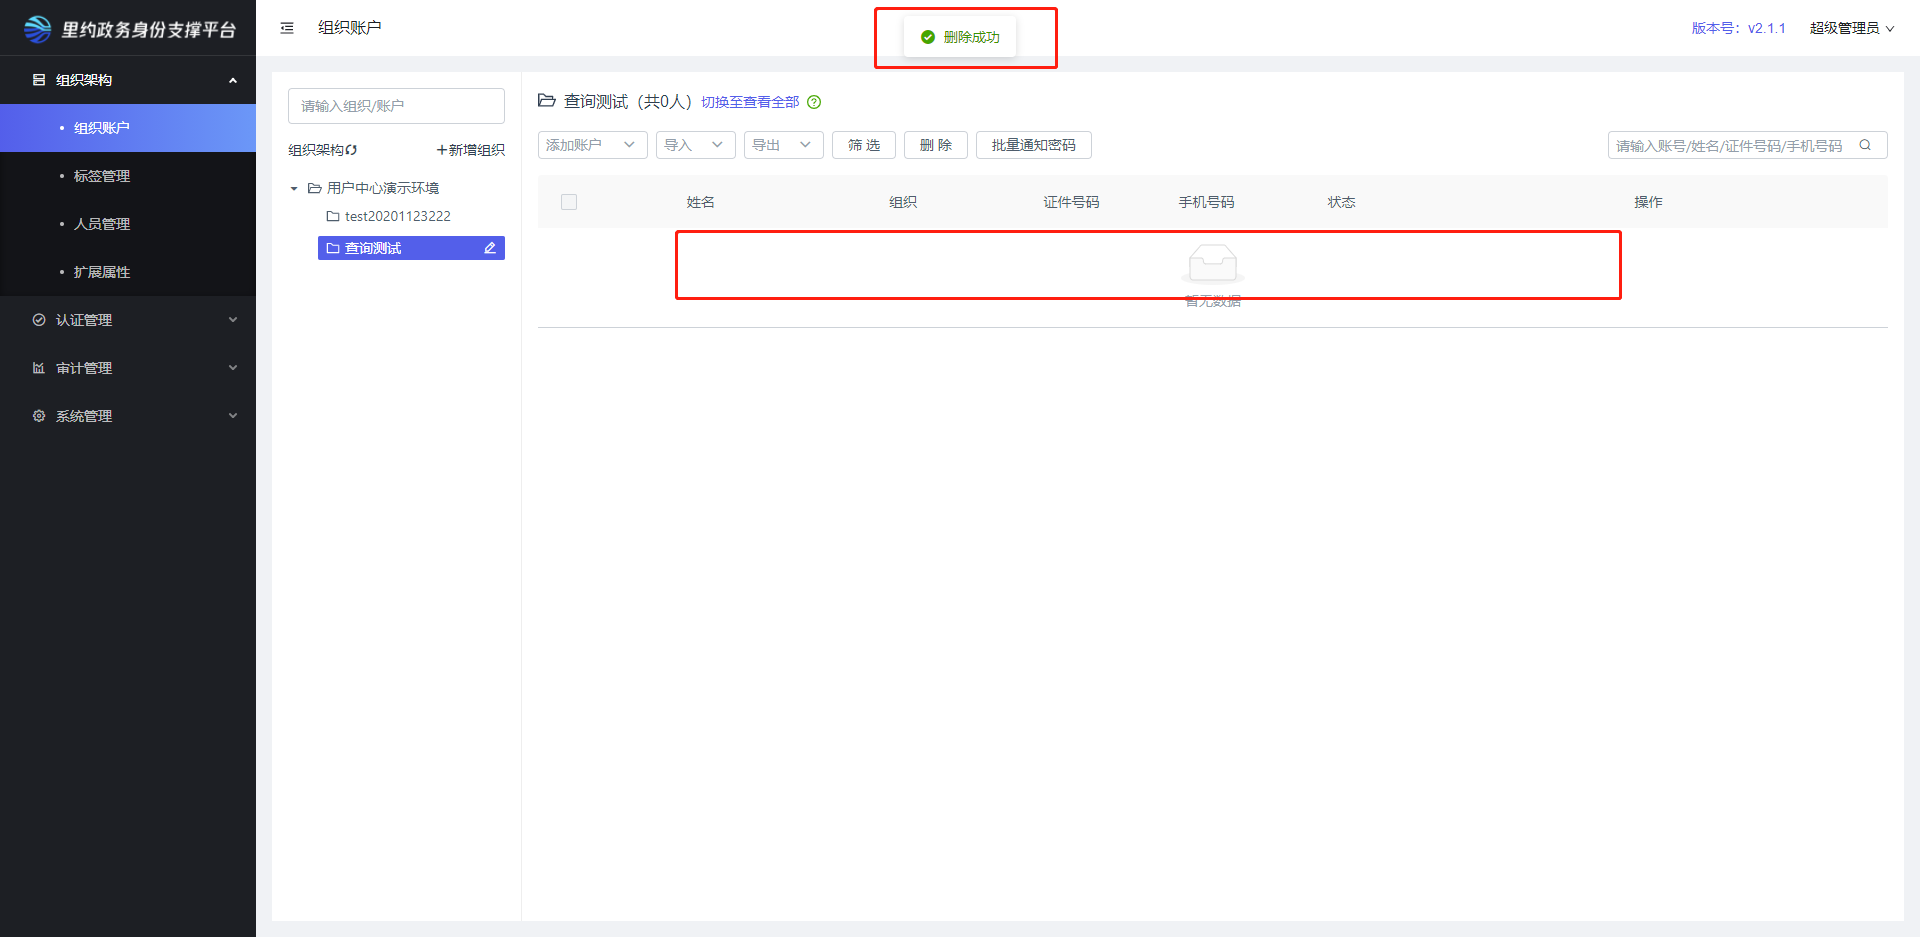 里约政务身份支撑平台
组织架构
组织账户
标签管理
人员管理
扩展属性
认证管理
审计管理
系统管理
组织账户
删除成功
版本号：v2.1.1
超级管理员
请输入组织/账户
组织架构
+新增组织
用户中心演示环境
test20201123222
查询测试
查询测试（共0人）切换至查看全部
添加账户
导入
导出
筛 选
删 除
批量通知密码
请输入账号/姓名/证件号码/手机号码
姓名
组织
证件号码
手机号码
状态
操作
暂无数据